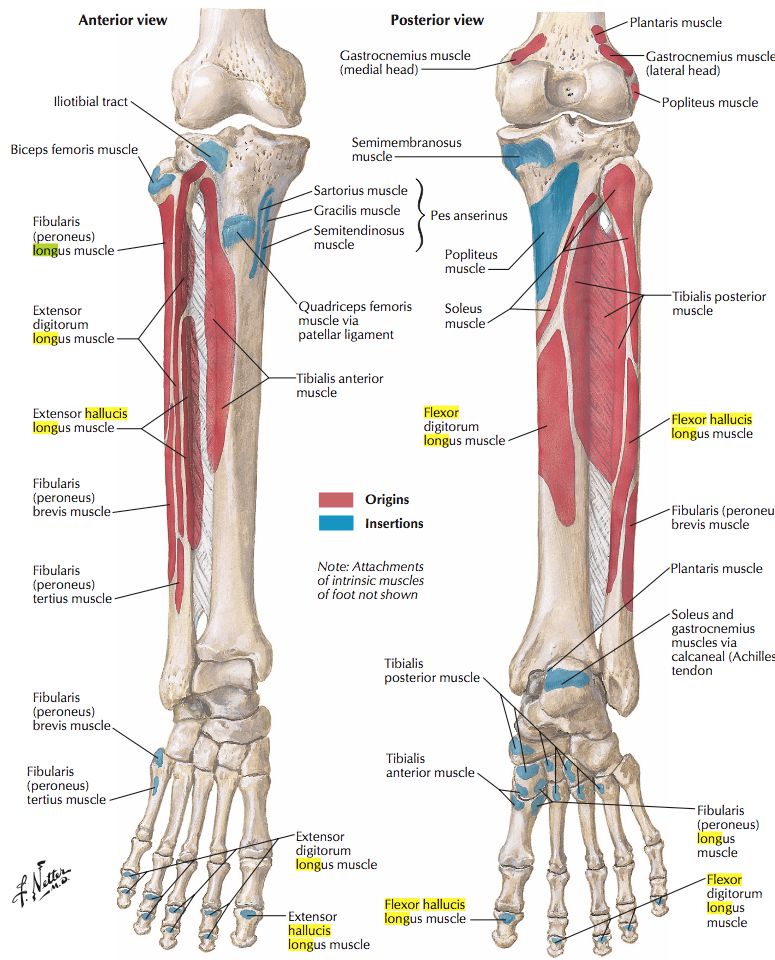 Anterior view
Posterior view
Plantaris muscle
Gastrocnemius muscle
(medial head)
Gastrocnemius muscle
(lateral head)
Iliotibial tract
Popliteus muscle
Biceps femoris muscle
Semimembranosus
muscle
Sartorius muscle
Gracilis muscle
Semitendinosus
muscle
Pes anserinus
Fibularis
(peroneus)
longus muscle
Popliteus
muscle
Extensor
digitorum
longus muscle
Quadriceps femoris
muscle via
patellar ligament
Soleus
muscle
Tibialis posterior
muscle
Tibialis anterior
muscle
Extensor hallucis
longus muscle
Flexor
digitorum
longus muscle
Flexor hallucis
longus muscle
Fibularis
(peroneus)
brevis muscle
Origins
Insertions
Fibularis (perone
brevis muscle
Note: Attachments
of intrinsic muscles
of foot not shown
Fibularis
(peroneus)
tertius muscle
Plantaris muscle
Soleus and
gastrocnemius
muscles via
calcaneal (Achilles
tendon
Tibialis
posterior muscle
Fibularis
(peroneus)
brevis muscle
Tibialis
anterior muscle
Fibularis
(peroneus)
tertius muscle
Fibularis
(peroneus)
longus
muscle
Extensor
digitorum
longus muscle
Flexor
digitorum
longus
muscle
Flexor hallucis
longus muscle
Extensor
hallucis
longus muscle
F. Netter
M.D.